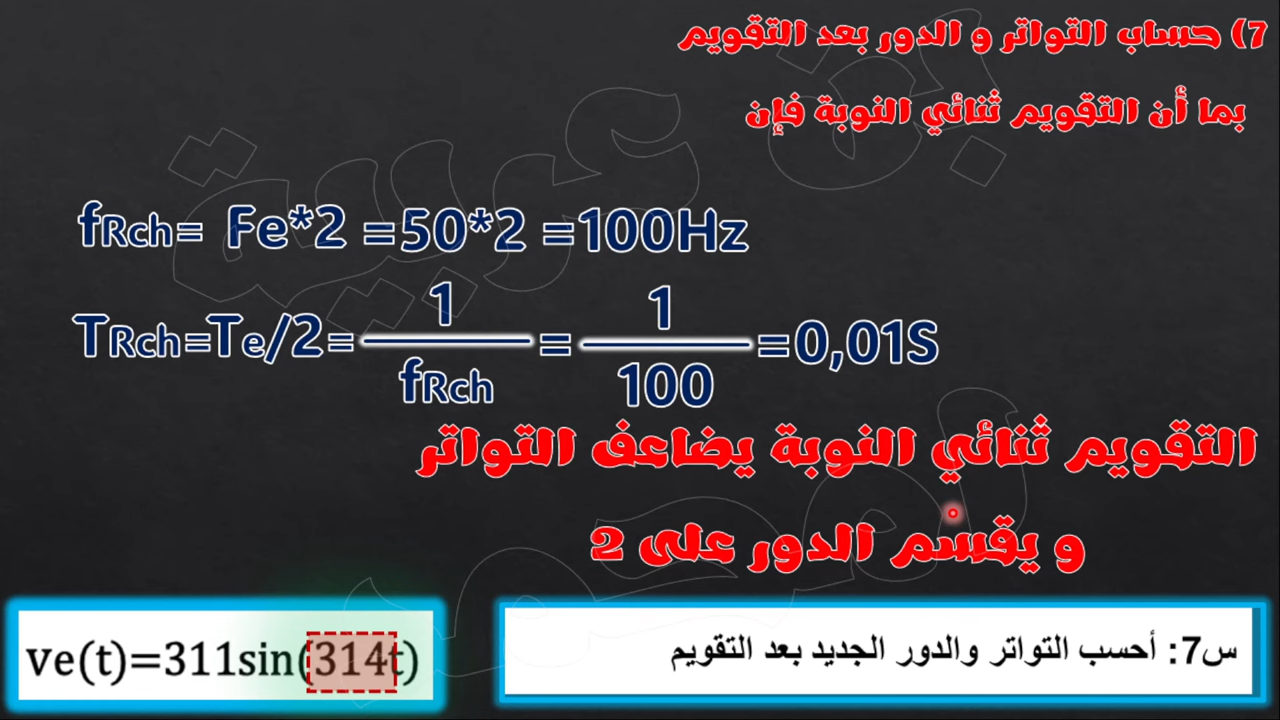 7) حساب التواتر و الدور بعد التقويم
بما أن التقويم ثنائي النوبة فإن
fRch= Fe*2 =50*2 =100Hz
TRch=Te/2= 1/fRch = 1/100 =0,01S
التقويم ثنائي النوبة يضاعف التواتر
و يقسم الدور على 2
ve(t)=311sin(314t)
س7: أحسب التواتر والدور الجديد بعد التقويم